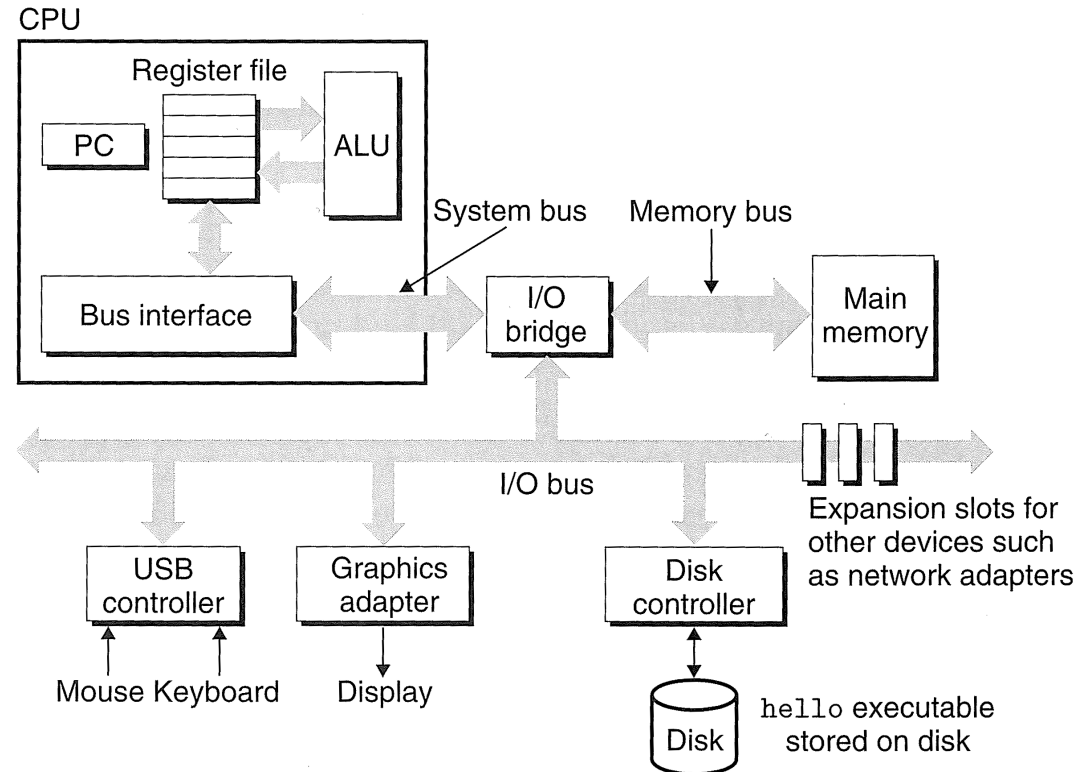 CPU
Register file
PC
ALU
System bus
Memory bus
Bus interface
I/O
bridge
Main
memory
I/O bus
Expansion slots for
other devices such
as network adapters
USB
controller
Graphics
adapter
Disk
controller
Mouse Keyboard
Display
Disk
hello executable
stored on disk